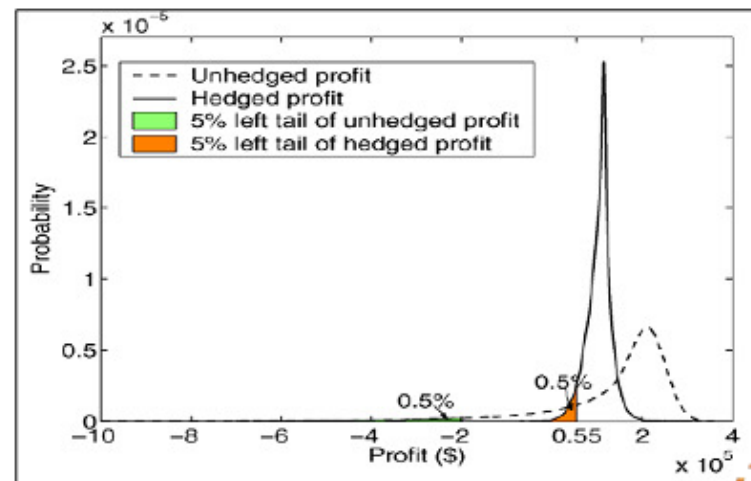 × 10⁻⁵
2.5
2
1.5
1
0.5
0
Probability
Unhedged profit
Hedged profit
5% left tail of unhedged profit
5% left tail of hedged profit
0.5%
0.5%
-10 -8 -6 -4 -2 0.55 2 4
Profit ($)
× 10⁵